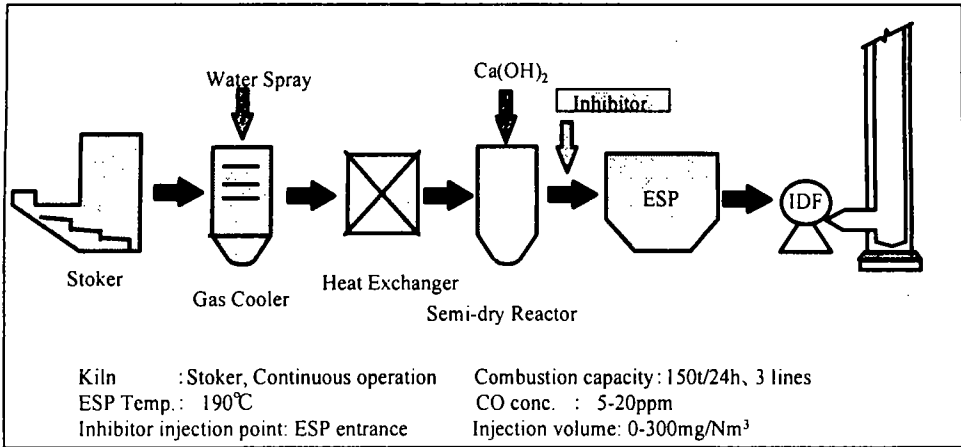 Water Spray
Ca(OH)₂
Inhibitor
ESP
IDF
Stoker
Gas Cooler
Heat Exchanger
Semi-dry Reactor
Kiln : Stoker, Continuous operation
Combustion capacity : 150t/24h、3 lines
ESP Temp. : 190℃
CO conc. : 5-20ppm
Inhibitor injection point: ESP entrance
Injection volume: 0-300mg/Nm³